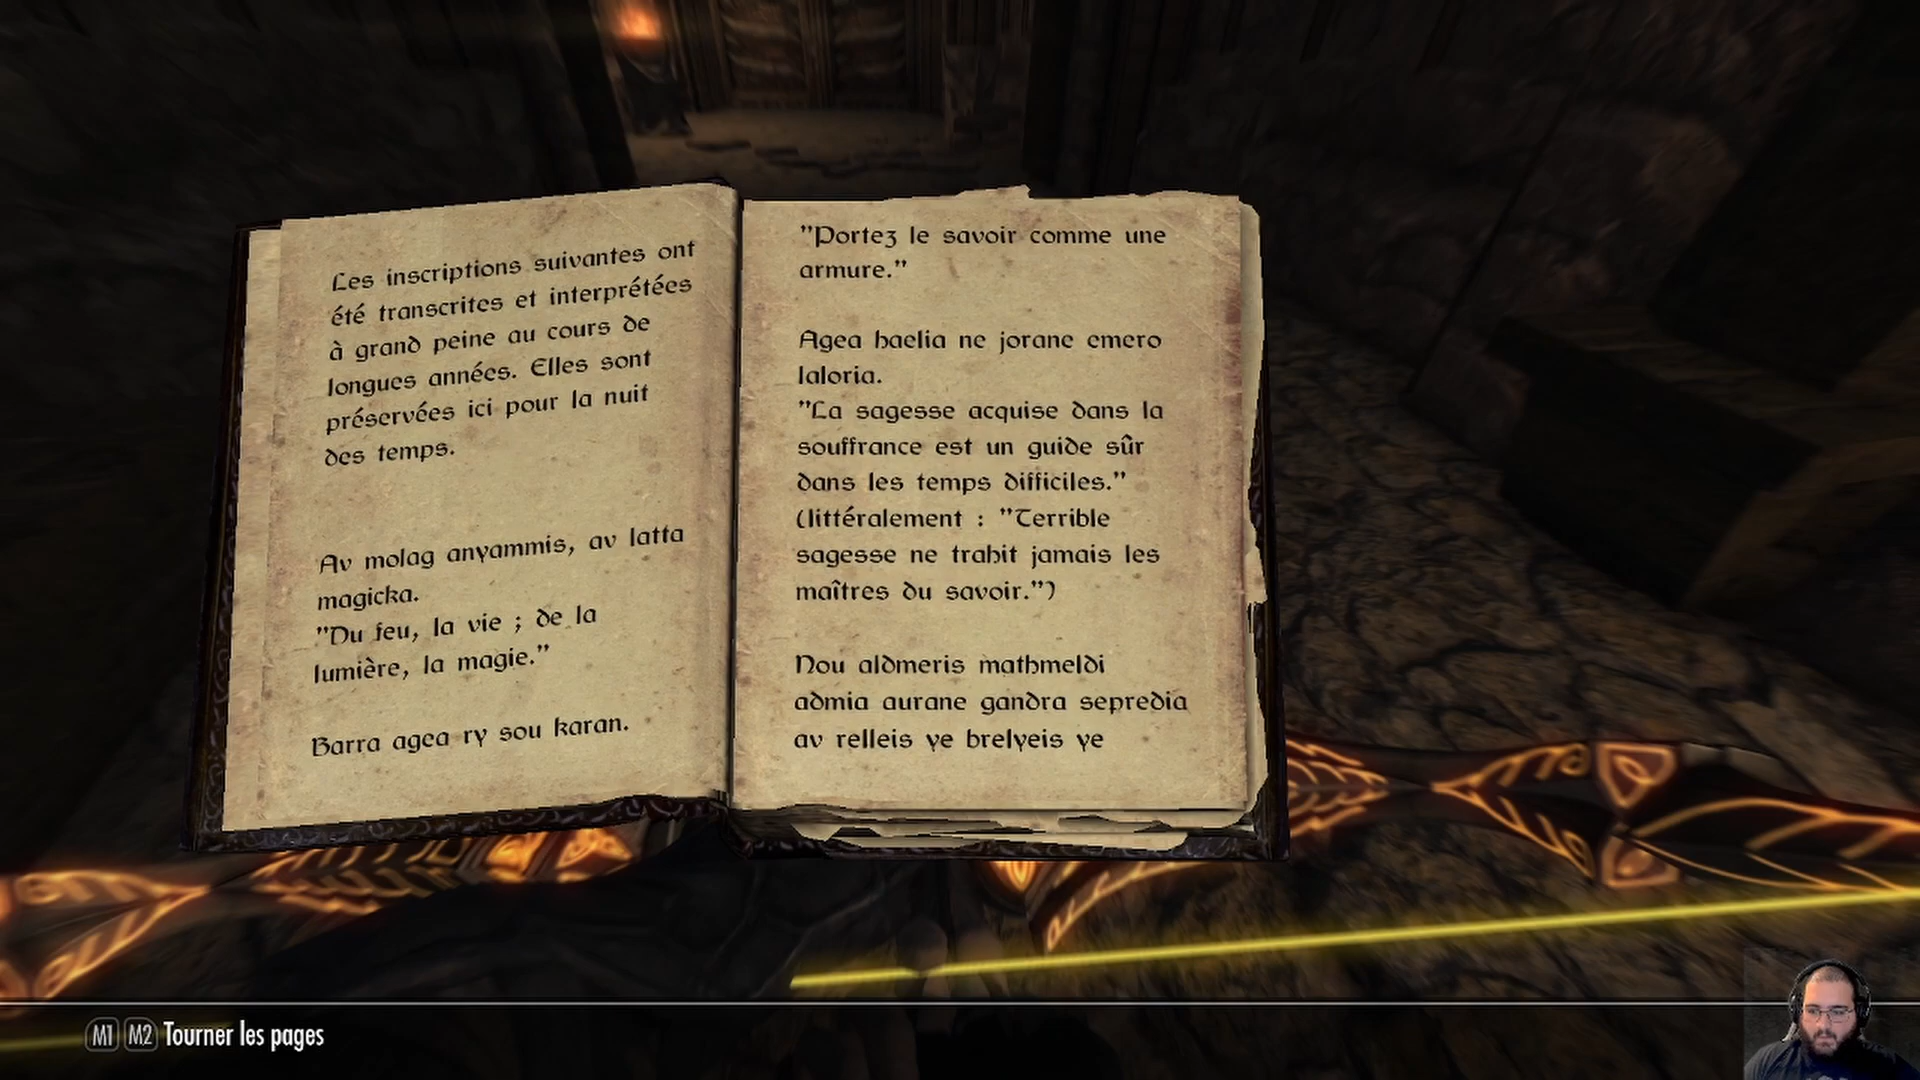 Les inscriptions suivantes ont
été transcrites et interprétées
à grand peine au cours de
longues années. Elles sont
préservées ici pour la nuit
des temps.
Av molag anyammis, av latta
magicka.
"Du feu, la vie ; de la
lumière, la magie."
Barra agea ry sou karan.
"Portez le savoir comme une
armure."
Agea haelia ne jorane emero
laloria.
"La sagesse acquise dans la
souffrance est un guide sûr
dans les temps difficiles."
(littéralement : "Terrible
sagesse ne trahit jamais les
maîtres du savoir.")
Nou aldmeris mathmeldi
admia aurane gandra sepredia
av relleis ye brelyeis ye
M1 M2 Tourner les pages